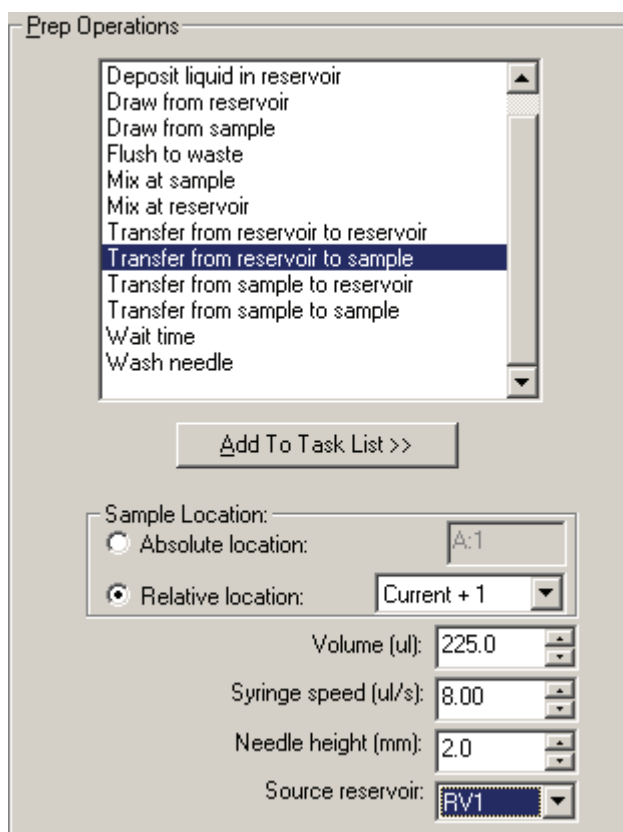 Prep Operations
Deposit liquid in reservoir
Draw from reservoir
Draw from sample
Flush to waste
Mix at sample
Mix at reservoir
Transfer from reservoir to reservoir
Transfer from reservoir to sample
Transfer from sample to reservoir
Transfer from sample to sample
Wait time
Wash needle
Add To Task List >>
Sample Location:
Absolute location: A:1
Relative location: Current + 1
Volume (ul): 225.0
Syringe speed (ul/s): 8.00
Needle height (mm): 2.0
Source reservoir: RV1